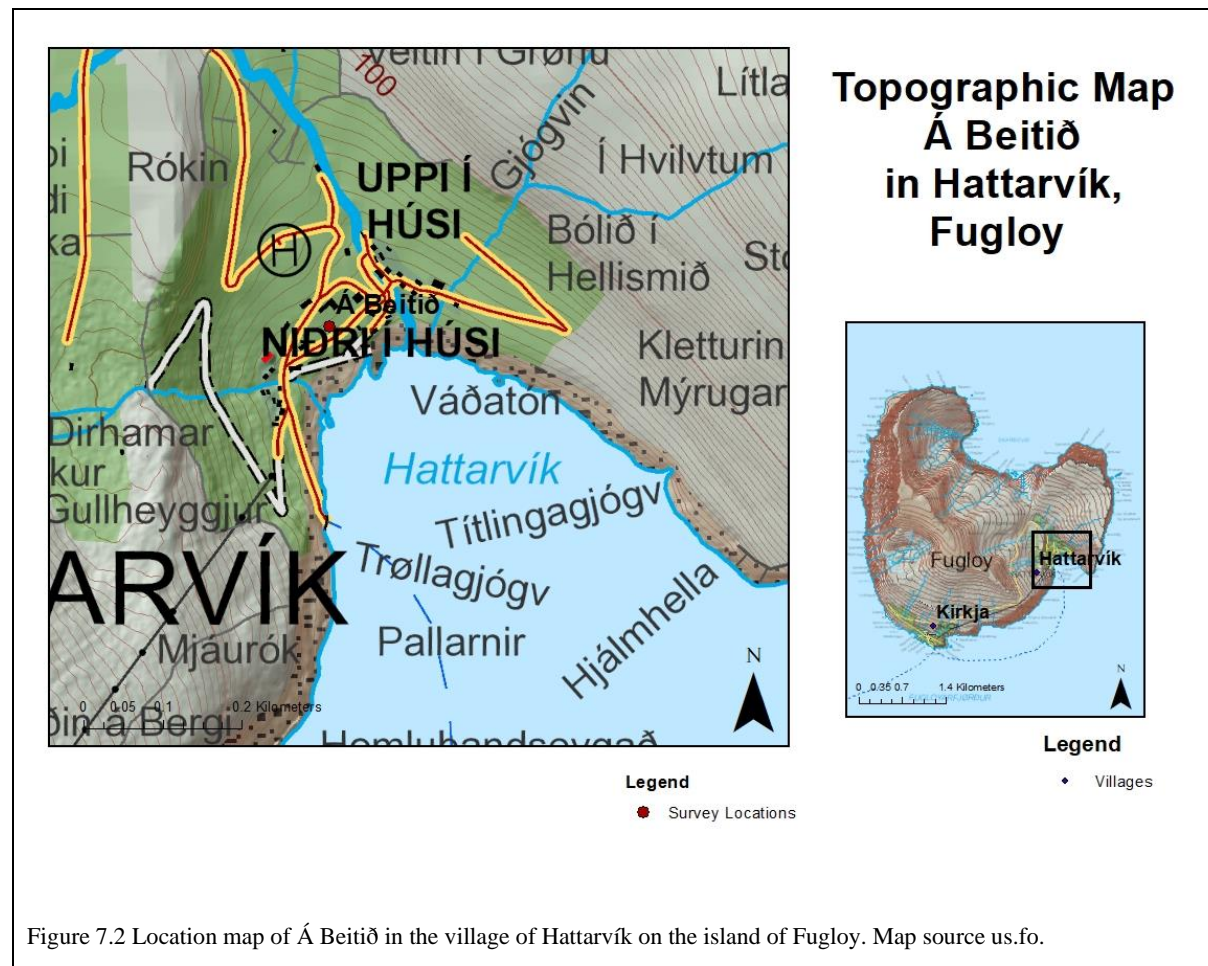 Topographic Map
Á Beitið
in Hattarvík,
Fugloy
100
Veitin í Grønu
Lítla
Gjógvin
Í Hvilvtum
Rókin
UPPI Í
HÚSI
H
Bólið í
Hellismið
Á Beitið
NIÐRI Í HÚSI
Kletturin
Mýrugar
Váðaton
Dirhamar
kur
Gullheyggjur
Hattarvík
Títlingagjógv
Trøllagjógv
Hjálmhella
ARVÍK
Pallarnir
Mjáurók
N
0 0.05 0.1 0.2 Kilometers
ðin á Bergi
Legend
Survey Locations
Fugloy
Hattarvík
Kirkja
N
0 0.35 0.7 1.4 Kilometers
Legend
Villages
Figure 7.2 Location map of Á Beitið in the village of Hattarvík on the island of Fugloy. Map source us.fo.